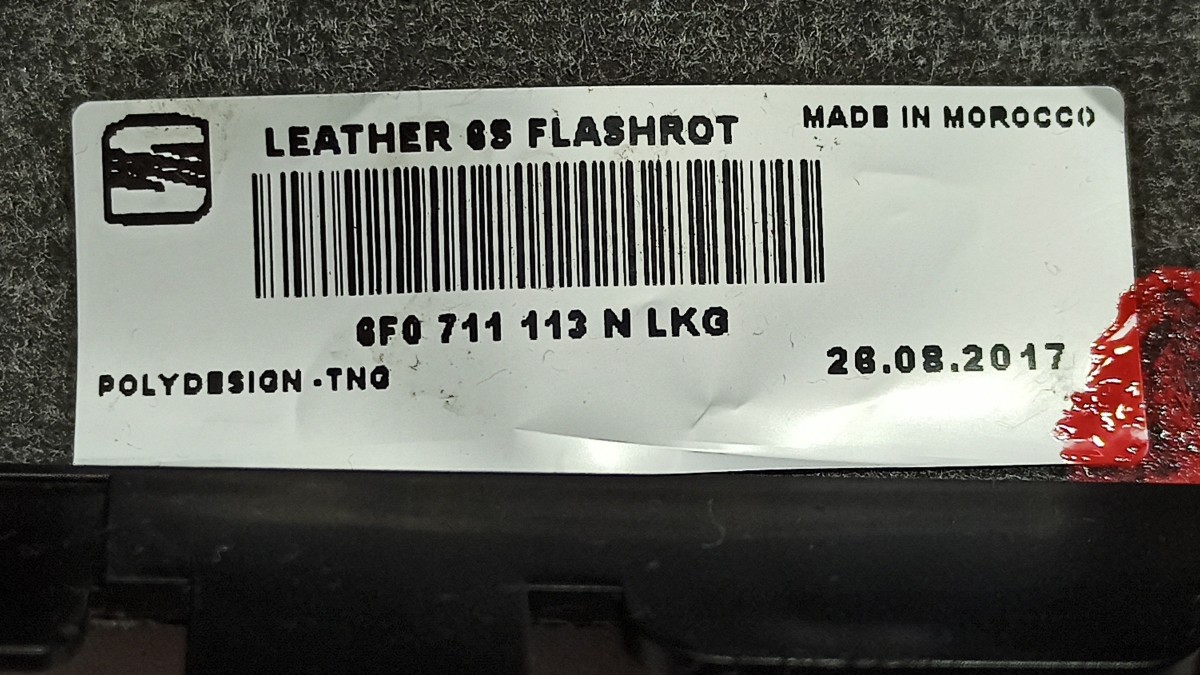 LEATHER 6S FLASHROT
MADE IN MOROCCO
6F0 711 113 N LKG
26.08.2017
POLYDESIGN -TNG